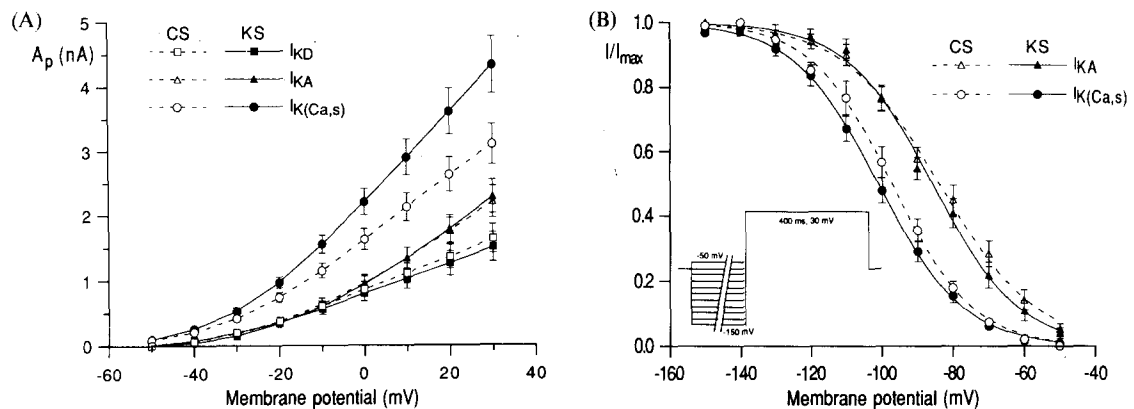 (A)
A_p (nA)
CS KS
I_KD
I_KA
I_K(Ca,s)
5
4
3
2
1
0
-60 -40 -20 0 20 40
Membrane potential (mV)
(B)
I/I_max
CS KS
I_KA
I_K(Ca,s)
1.0
0.8
0.6
0.4
0.2
0.0
400 ms, 30 mV
-50 mV
-150 mV
-160 -140 -120 -100 -80 -60 -40
Membrane potential (mV)